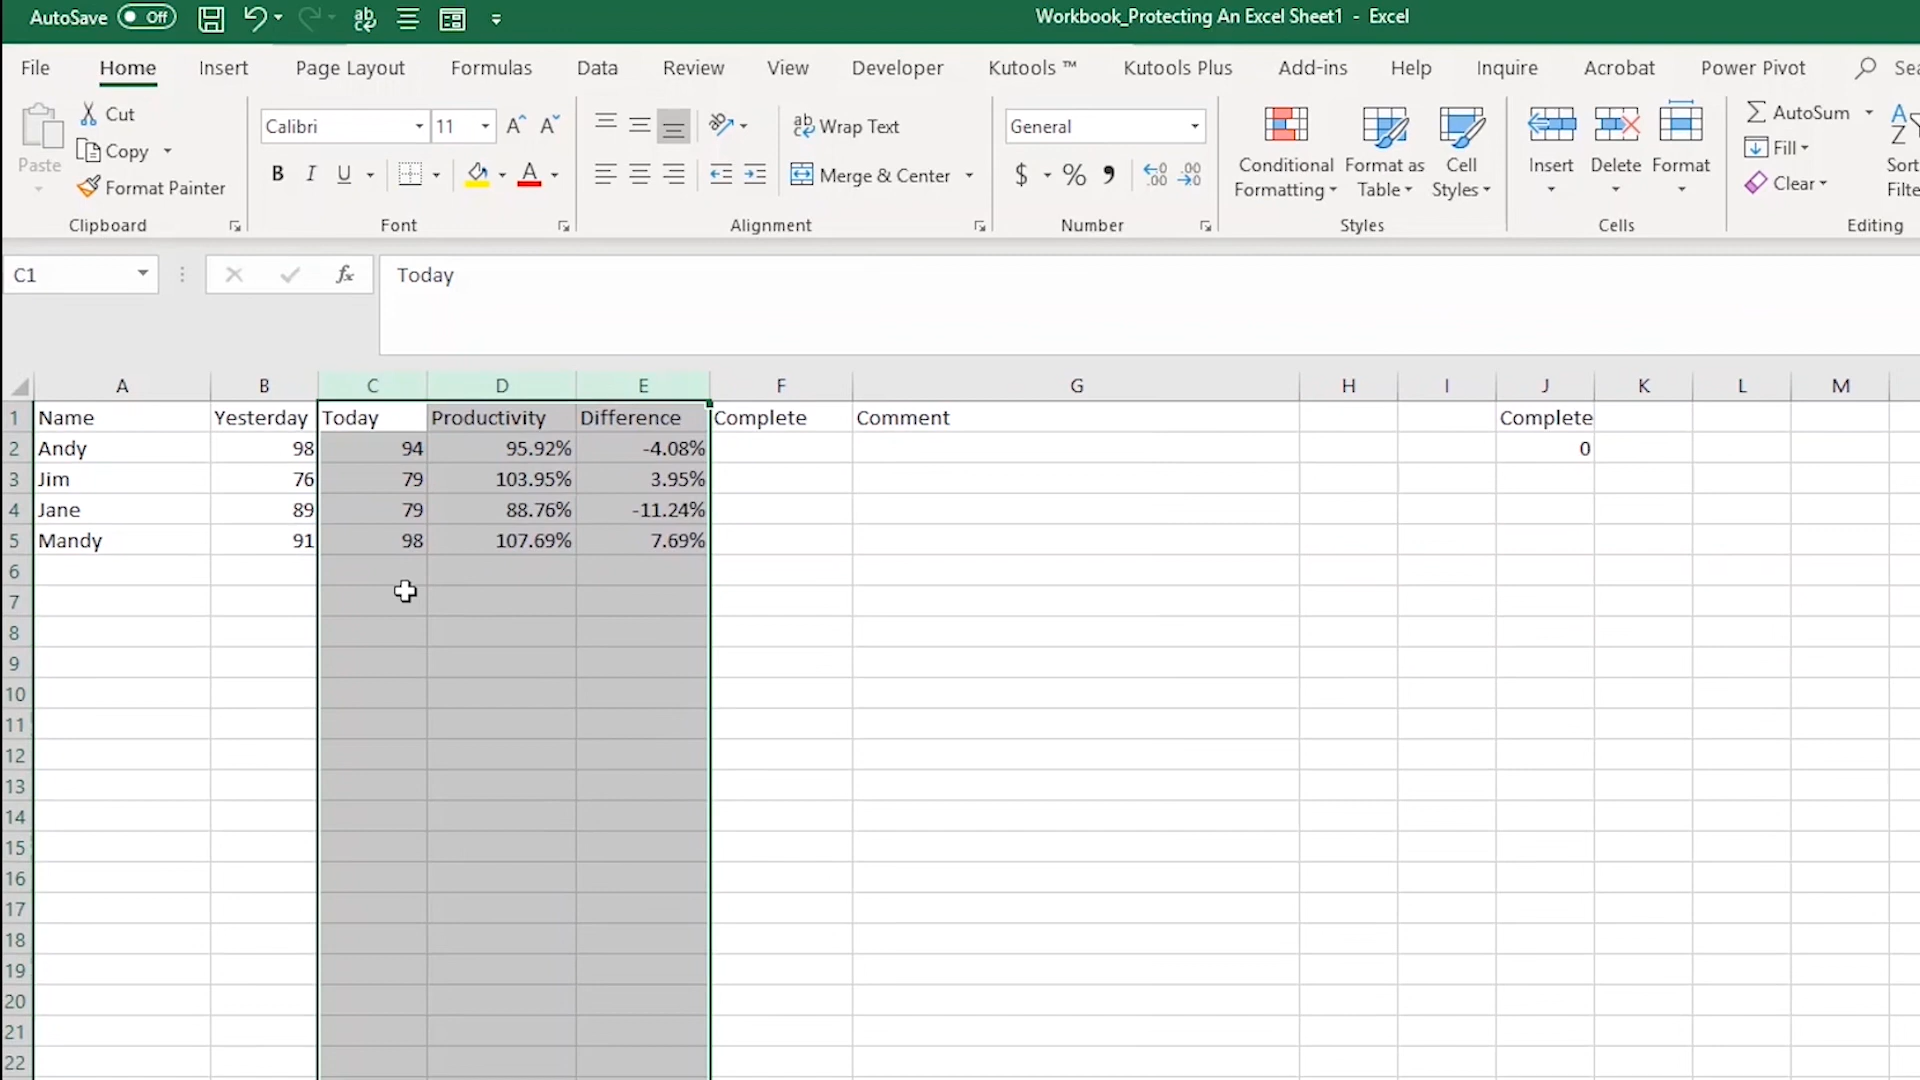 AutoSave Off Workbook_Protecting An Excel Sheet1 - Excel
File Home Insert Page Layout Formulas Data Review View Developer Kutools ™ Kutools Plus Add-ins Help Inquire Acrobat Power Pivot
Cut Calibri 11 Wrap Text General AutoSum
Paste Copy Conditional Format as Cell Insert Delete Format Fill Sort
Format Painter B I U Merge & Center $ % Formatting Table Styles Clear
Clipboard Font Alignment Number Styles Cells Editing
C1 fx Today
A B C D E F G H I J K L M
1 Name Yesterday Today Productivity Difference Complete Comment Complete
2 Andy 98 94 95.92% -4.08% 0
3 Jim 76 79 103.95% 3.95%
4 Jane 89 79 88.76% -11.24%
5 Mandy 91 98 107.69% 7.69%
6
7
8
9
10
11
12
13
14
15
16
17
18
19
20
21
22